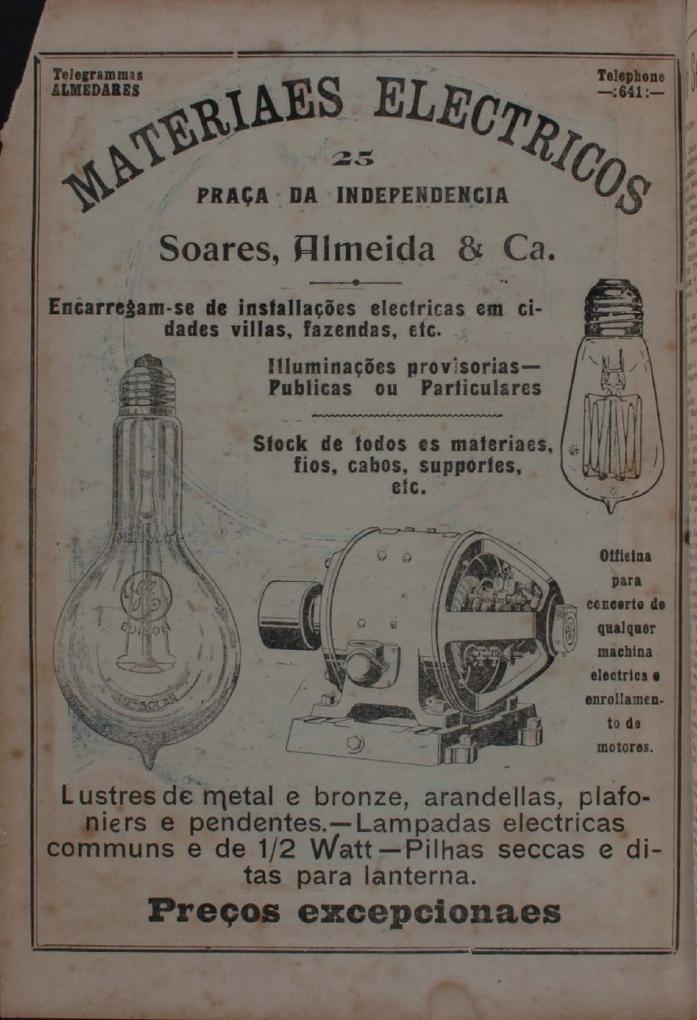 Telegrammas
ALMEDARES
Telephone
—:641:—
MATERIAES ELECTRICOS
25
PRAÇA DA INDEPENDENCIA
Soares, Almeida & Ca.
Encarregam-se de installações electricas em ci-
dades villas, fazendas, etc.
Illuminações provisorias—
Publicas ou Particulares
Stock de todos os materiaes,
fios, cabos, supportes,
etc.
Officina
para
concerto de
qualquer
machina
electrica e
enrollamen-
to de
motores.
GE
EDISON
Lustres de metal e bronze, arandellas, plafo-
niers e pendentes.—Lampadas electricas
communs e de 1/2 Watt—Pilhas seccas e di-
tas para lanterna.
Preços excepcionaes